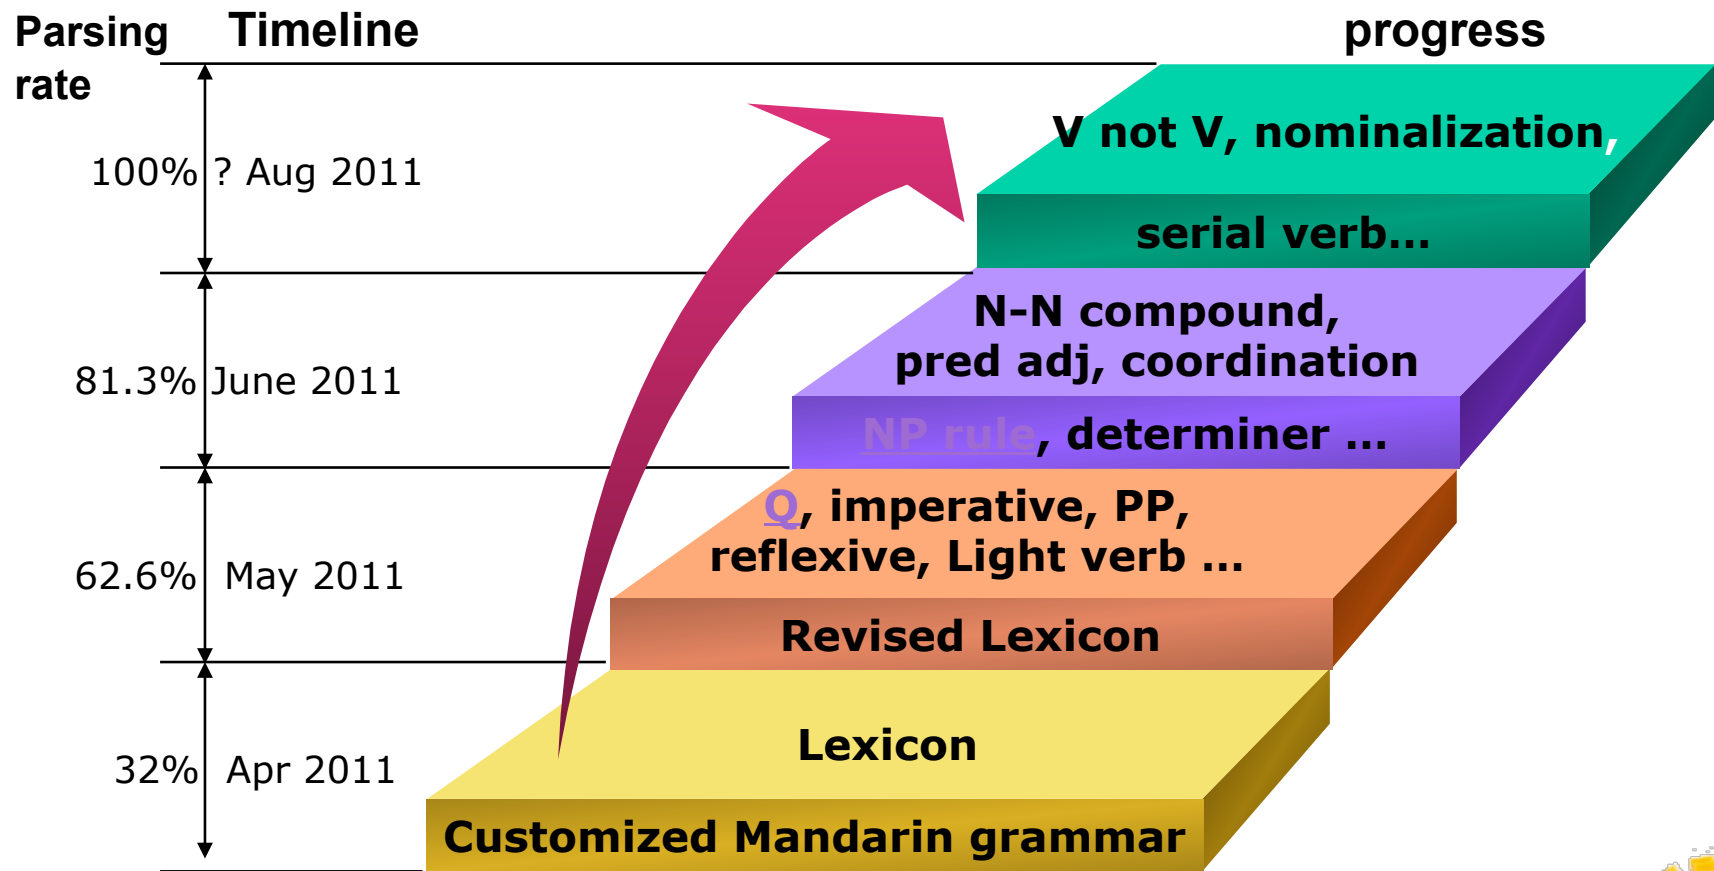 Parsing rate
Timeline
progress
100% ? Aug 2011
V not V, nominalization,
serial verb...
81.3% June 2011
N-N compound,
pred adj, coordination
NP rule, determiner ...
62.6% May 2011
Q, imperative, PP,
reflexive, Light verb ...
Revised Lexicon
32% Apr 2011
Lexicon
Customized Mandarin grammar